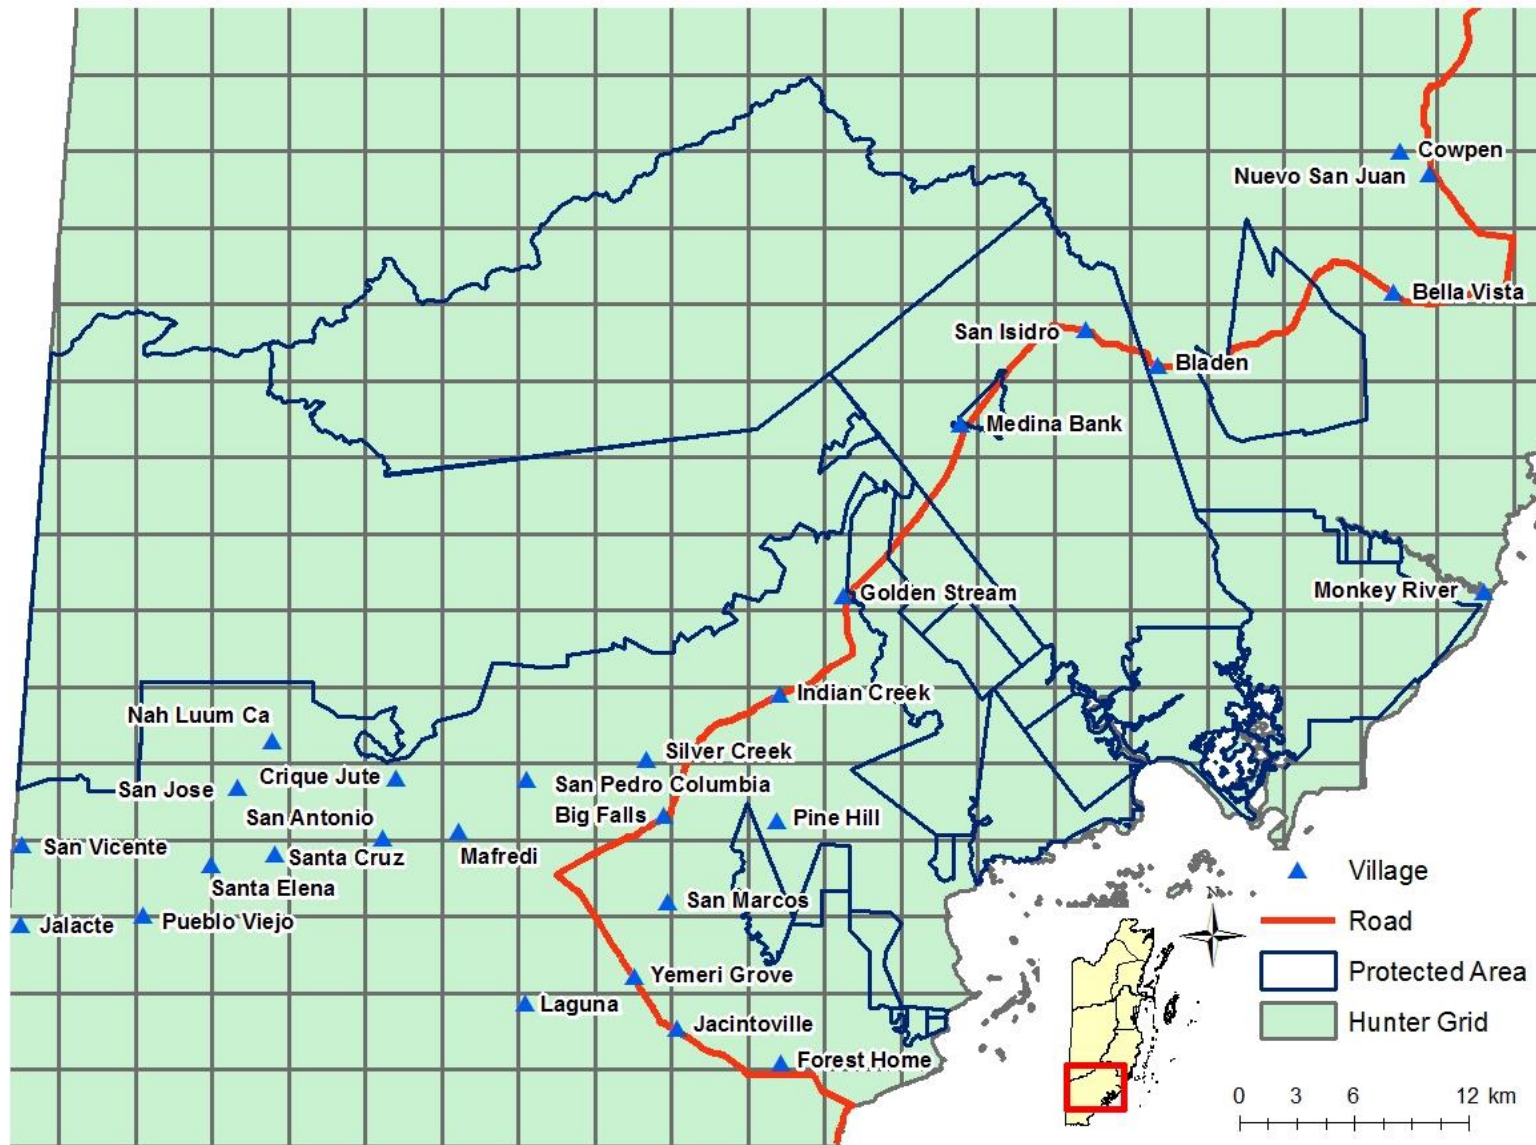 Cowpen
Nuevo San Juan
Bella Vista
San Isidro
Bladen
Medina Bank
Monkey River
Golden Stream
Indian Creek
Nah Luum Ca
Silver Creek
Crique Jute
San Pedro Columbia
San Jose
San Antonio
Big Falls
Pine Hill
San Vicente
Santa Cruz
Mafredi
Santa Elena
San Marcos
Jalacte
Pueblo Viejo
Yemeri Grove
Laguna
Jacintoville
Forest Home
Village
N
Road
Protected Area
Hunter Grid
0 3 6 12 km